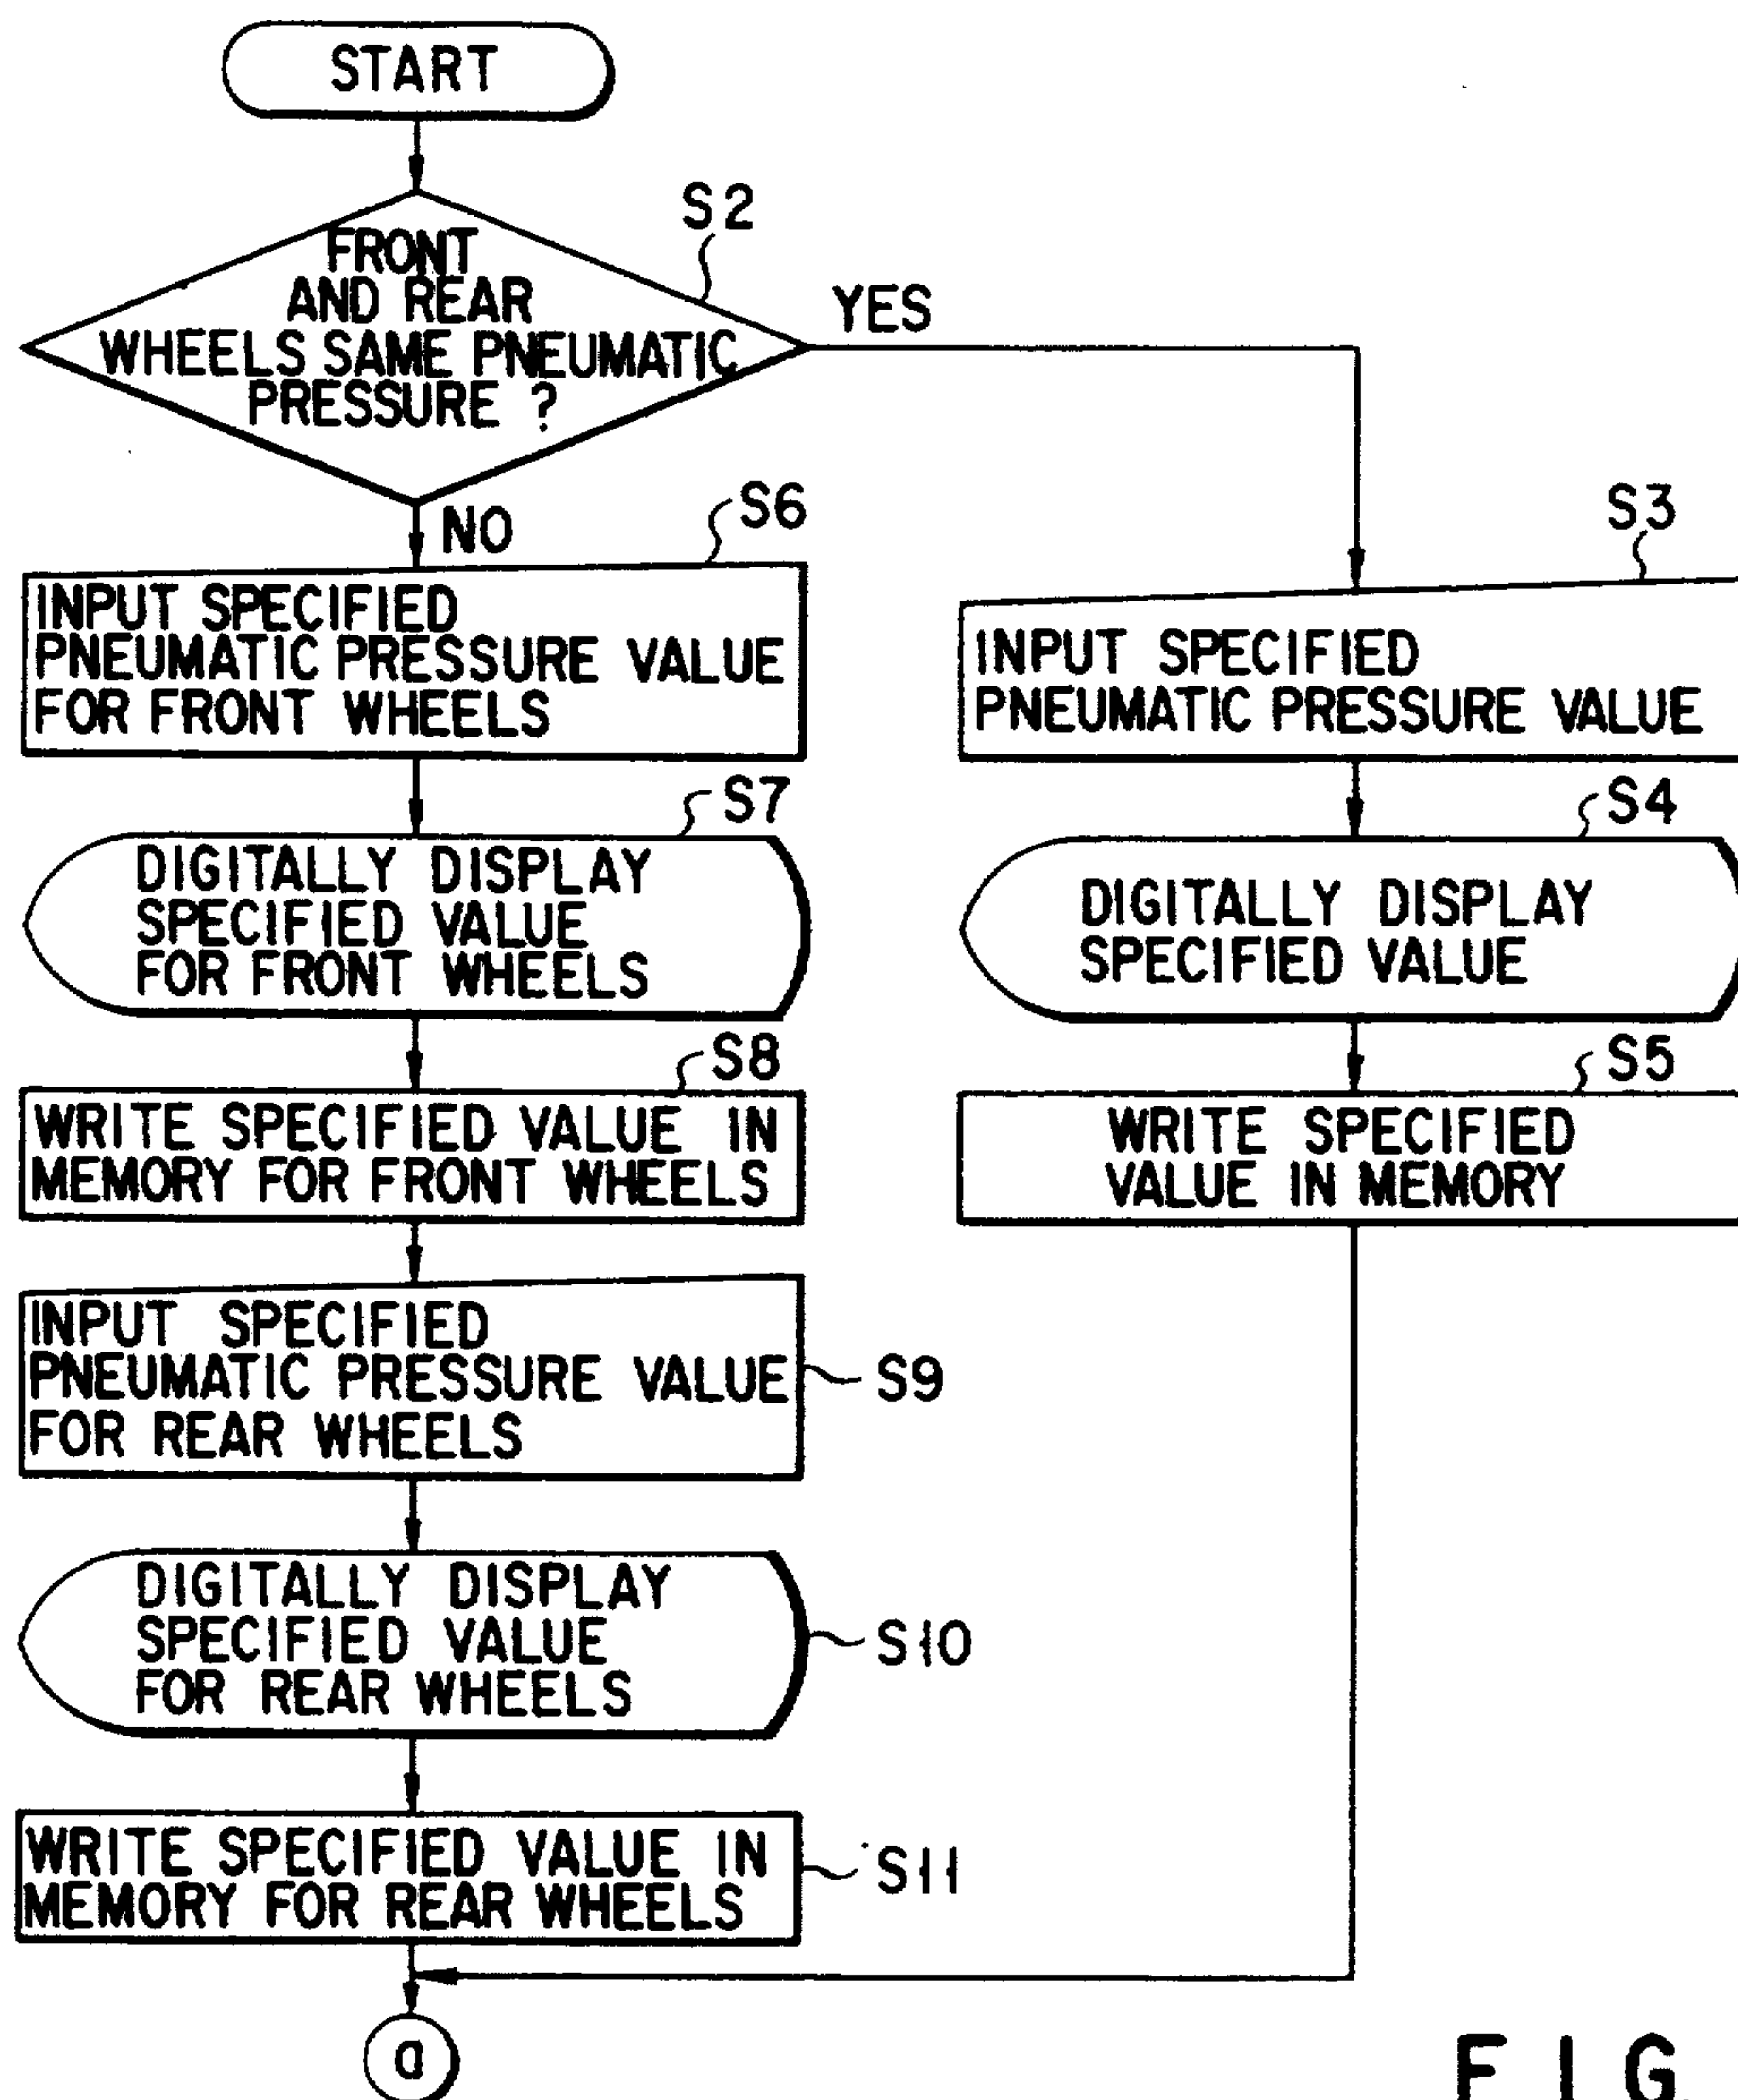 START
S2
FRONT
AND REAR
WHEELS SAME PNEUMATIC
PRESSURE ?
YES
NO
S6
INPUT SPECIFIED
PNEUMATIC PRESSURE VALUE
FOR FRONT WHEELS
S3
INPUT SPECIFIED
PNEUMATIC PRESSURE VALUE
S7
DIGITALLY DISPLAY
SPECIFIED VALUE
FOR FRONT WHEELS
S4
DIGITALLY DISPLAY
SPECIFIED VALUE
S8
WRITE SPECIFIED VALUE IN
MEMORY FOR FRONT WHEELS
S5
WRITE SPECIFIED
VALUE IN MEMORY
INPUT SPECIFIED
PNEUMATIC PRESSURE VALUE
FOR REAR WHEELS
S9
DIGITALLY DISPLAY
SPECIFIED VALUE
FOR REAR WHEELS
S10
WRITE SPECIFIED VALUE IN
MEMORY FOR REAR WHEELS
S11
a
FIG.